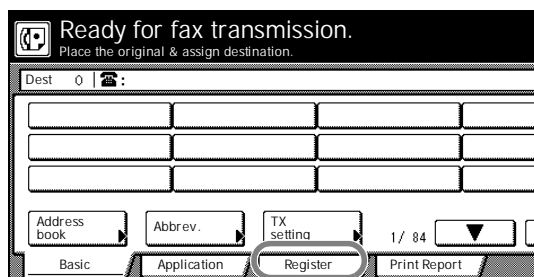 Ready for fax transmission.
Place the original & assign destination.
Dest 0 :
Address
book
Abbrev.
TX
setting
1/ 84
Basic Application Register Print Report